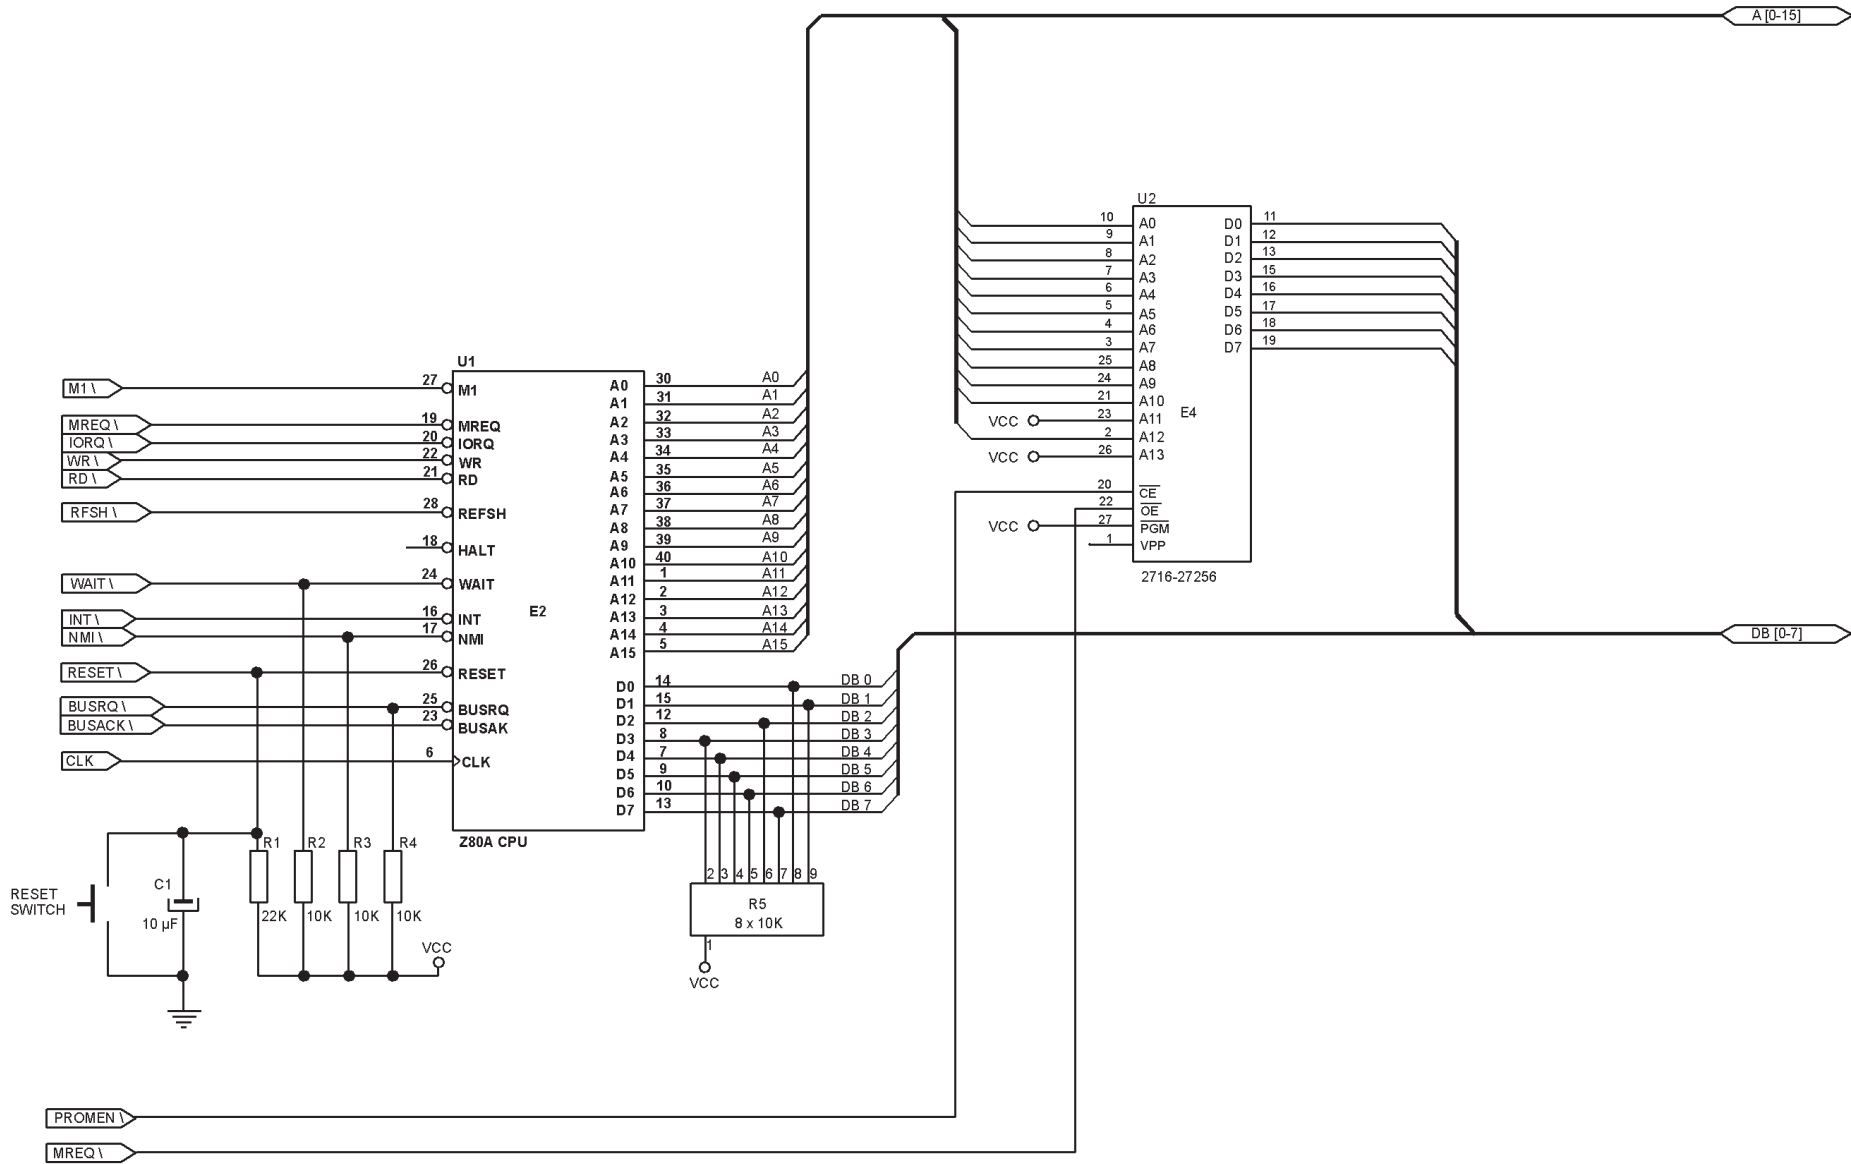 A [0-15]
U2
10 A0 D0 11
9 A1 D1 12
8 A2 D2 13
7 A3 D3 15
6 A4 D4 16
5 A5 D5 17
4 A6 D6 18
3 A7 D7 19
25 A8
24 A9
21 A10
E4
VCC 23 A11
2 A12
VCC 26 A13
20 CE
22 OE
VCC 27 PGM
1 VPP
2716-27256
U1
M1 \ 27 M1
MREQ \ 19 MREQ
IORQ \ 20 IORQ
WR \ 22 WR
RD \ 21 RD
RFSH \ 28 REFSH
18 HALT
WAIT \ 24 WAIT
INT \ 16 INT
NMI \ 17 NMI
RESET \ 26 RESET
BUSRQ \ 25 BUSRQ
BUSACK \ 23 BUSAK
CLK 6 CLK
E2
A0 30 A0
A1 31 A1
A2 32 A2
A3 33 A3
A4 34 A4
A5 35 A5
A6 36 A6
A7 37 A7
A8 38 A8
A9 39 A9
A10 40 A10
A11 1 A11
A12 2 A12
A13 3 A13
A14 4 A14
A15 5 A15
DB [0-7]
D0 14 DB 0
D1 15 DB 1
D2 12 DB 2
D3 8 DB 3
D4 7 DB 4
D5 9 DB 5
D6 10 DB 6
D7 13 DB 7
Z80A CPU
R1 R2 R3 R4
22K 10K 10K 10K
VCC
RESET
SWITCH
C1
10 µF
2 3 4 5 6 7 8 9
R5
8 x 10K
1
VCC
PROMEN \
MREQ \